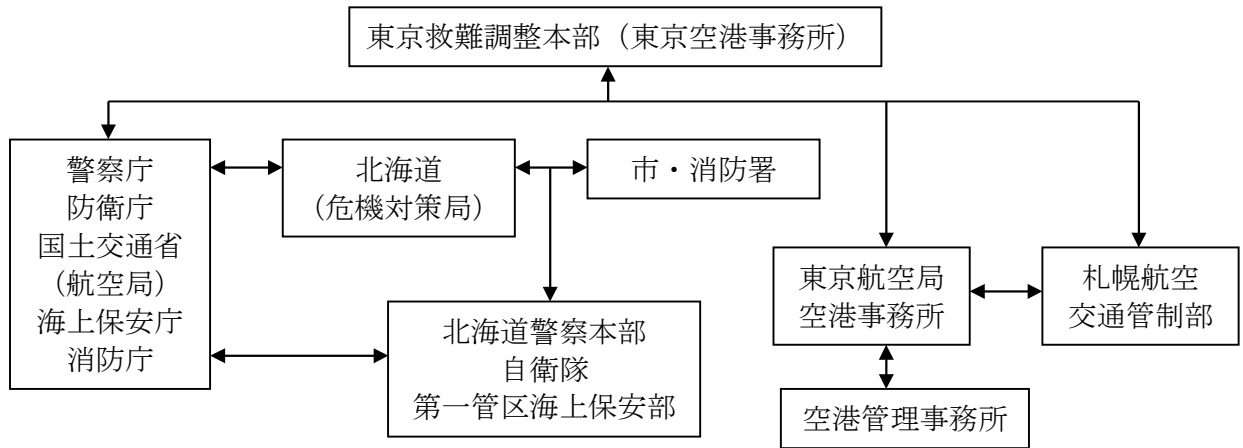 東京救難調整本部（東京空港事務所）
警察庁
防衛庁
国土交通省
（航空局）
海上保安庁
消防庁
北海道
（危機対策局）
市・消防署
北海道警察本部
自衛隊
第一管区海上保安部
東京航空局
空港事務所
札幌航空
交通管制部
空港管理事務所